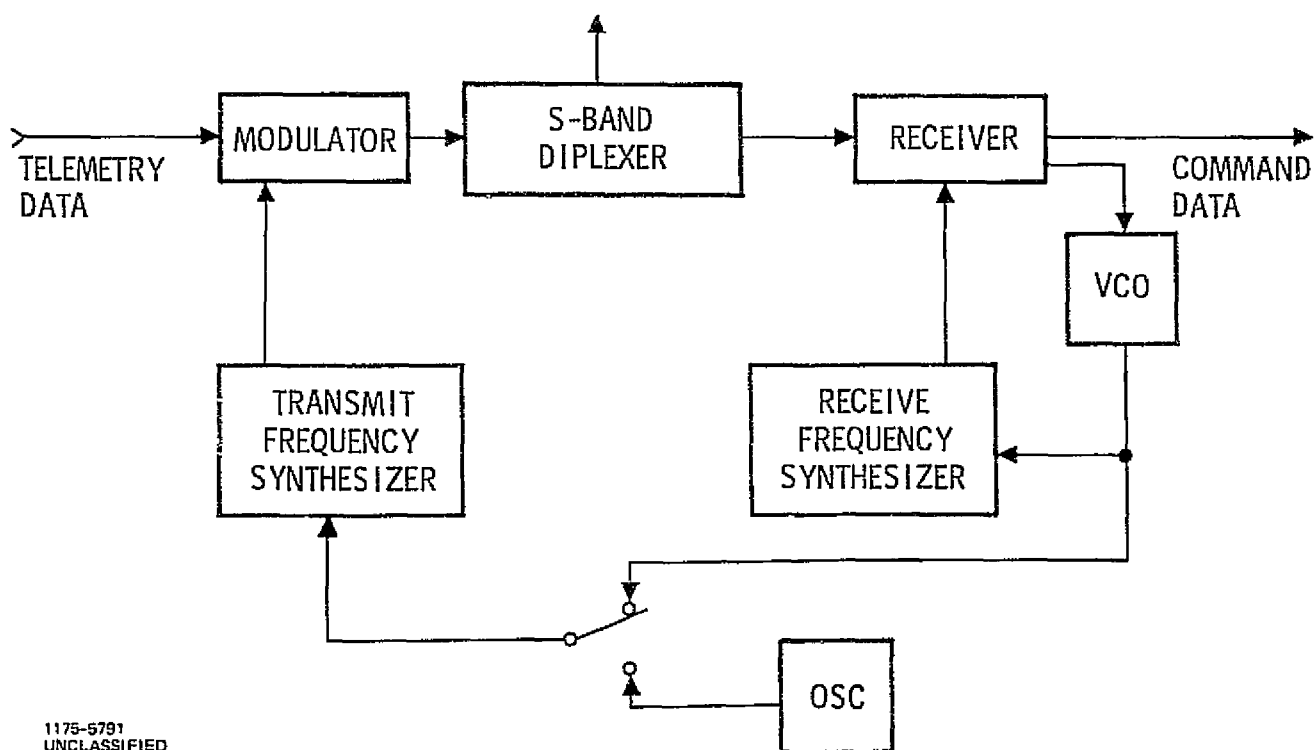 MODULATOR
S-BAND
DIPLEXER
RECEIVER
TELEMETRY
DATA
COMMAND
DATA
VCO
TRANSMIT
FREQUENCY
SYNTHESIZER
RECEIVE
FREQUENCY
SYNTHESIZER
OSC
1175-5791
UNCLASSIFIED